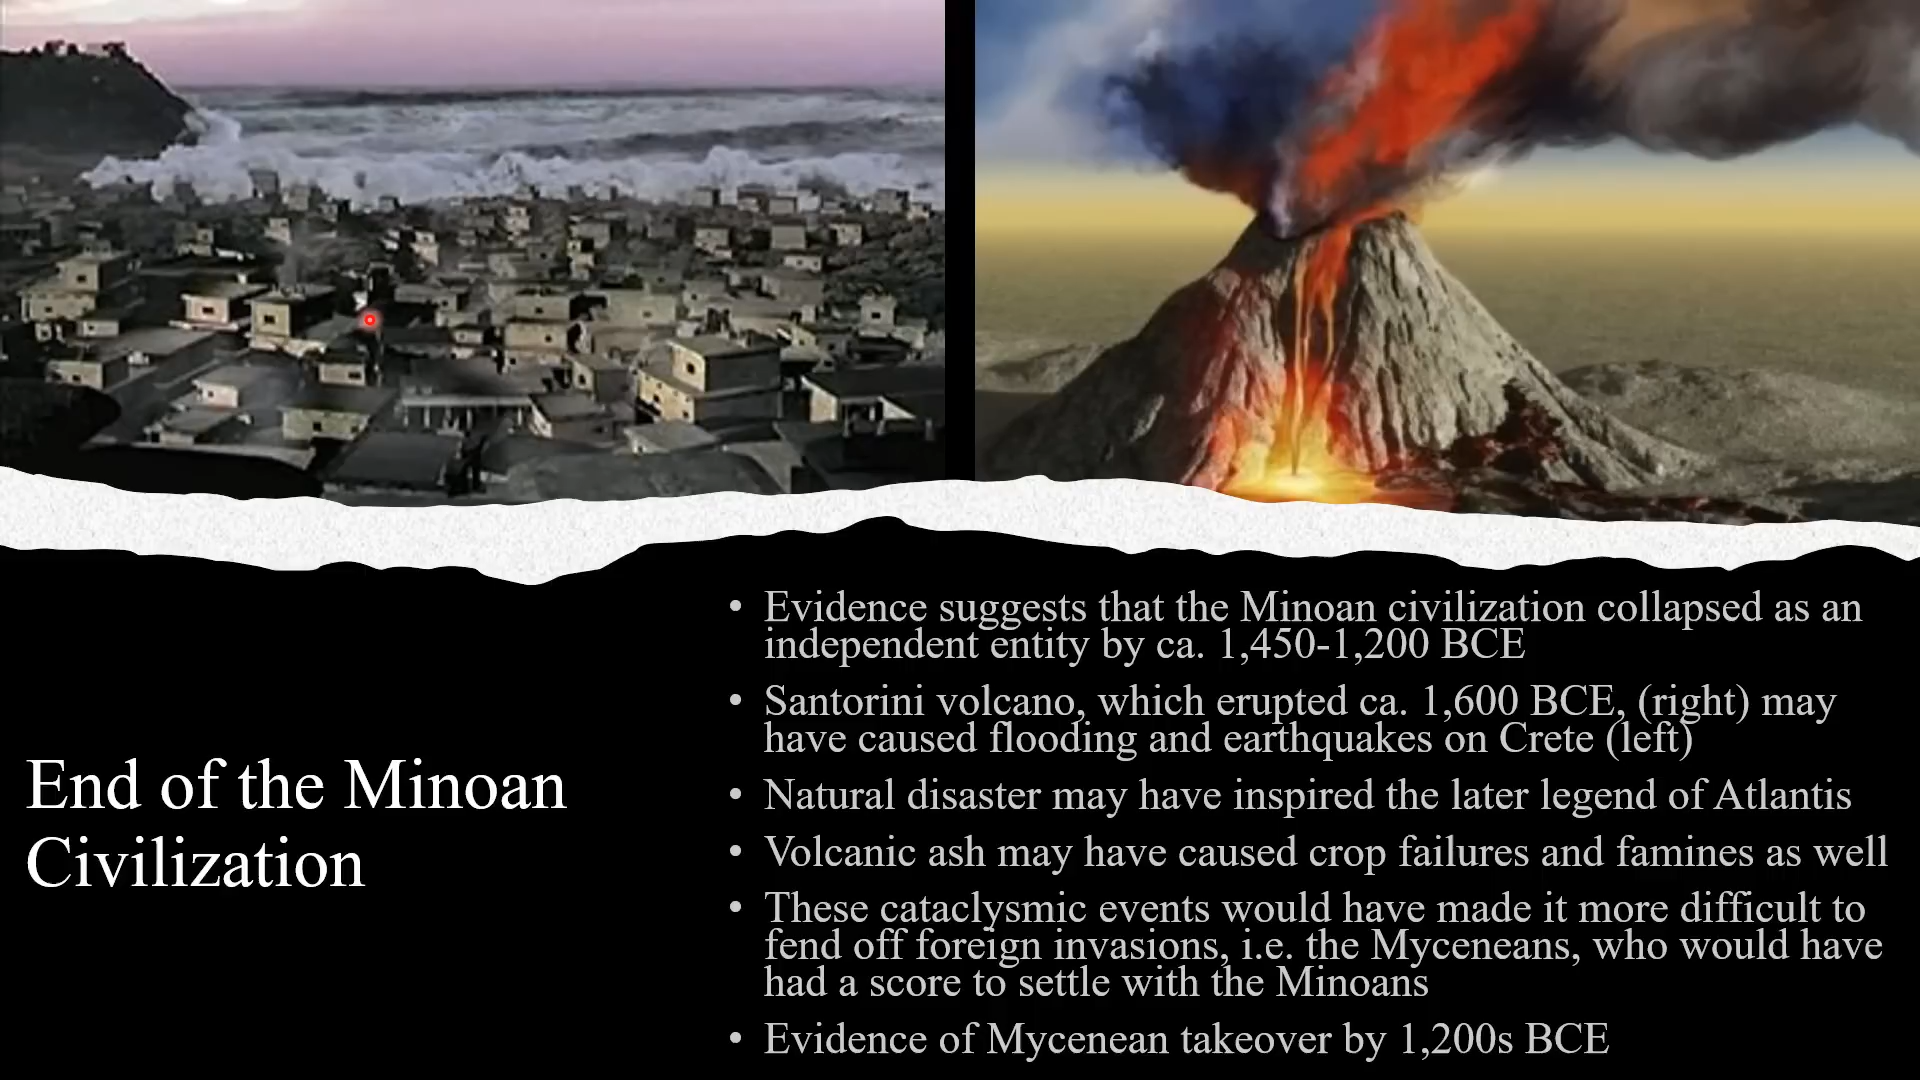 End of the Minoan
Civilization
• Evidence suggests that the Minoan civilization collapsed as an
independent entity by ca. 1,450-1,200 BCE
• Santorini volcano, which erupted ca. 1,600 BCE, (right) may
have caused flooding and earthquakes on Crete (left)
• Natural disaster may have inspired the later legend of Atlantis
• Volcanic ash may have caused crop failures and famines as well
• These cataclysmic events would have made it more difficult to
fend off foreign invasions, i.e. the Myceneans, who would have
had a score to settle with the Minoans
• Evidence of Mycenean takeover by 1,200s BCE